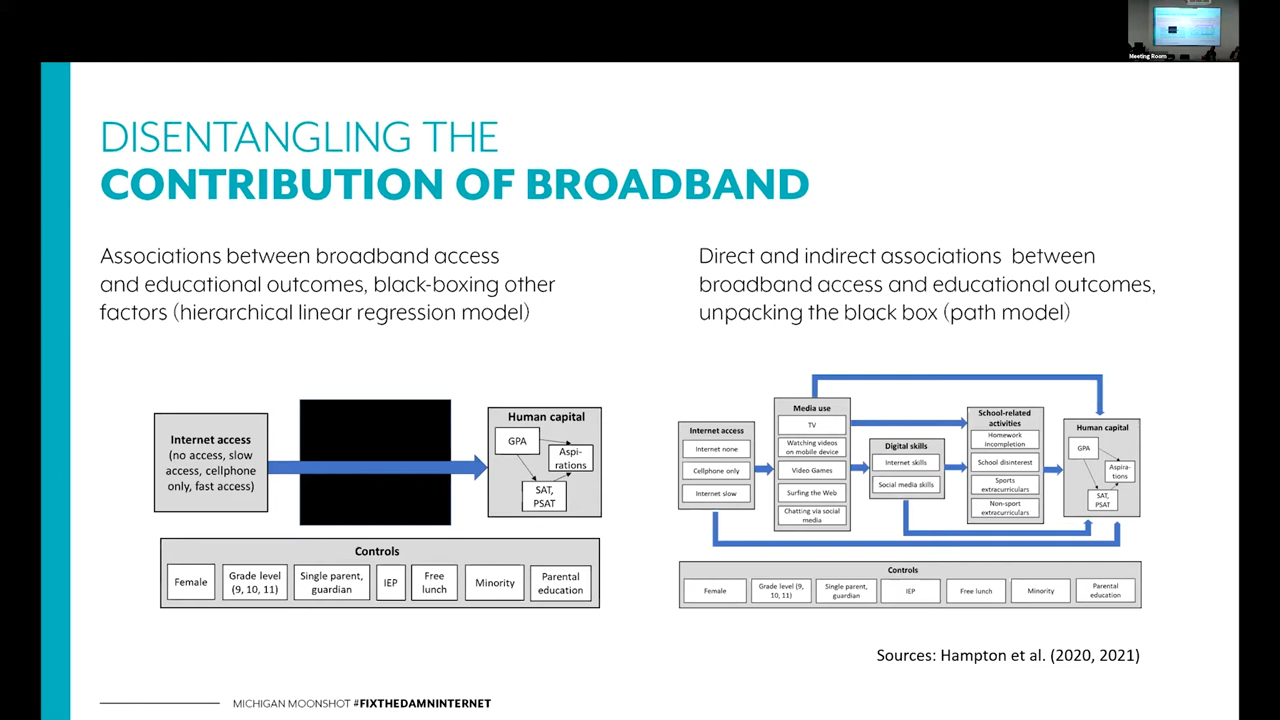 Meeting Room
DISENTANGLING THE
CONTRIBUTION OF BROADBAND
Associations between broadband access
and educational outcomes, black-boxing other
factors (hierarchical linear regression model)
Direct and indirect associations between
broadband access and educational outcomes,
unpacking the black box (path model)
Internet access
(no access, slow
access, cellphone
only, fast access)
Human capital
GPA
Aspi-
rations
SAT,
PSAT
Controls
Female
Grade level
(9, 10, 11)
Single parent,
guardian
IEP
Free
lunch
Minority
Parental
education
Internet access
Internet none
Cellphone only
Internet slow
Media use
TV
Watching videos
on mobile device
Video Games
Surfing the Web
Chatting via social
media
Digital skills
Internet skills
Social media skills
School-related
activities
Homework
incompletion
School disinterest
Sports
extracurriculars
Non-sport
extracurriculars
Human capital
GPA
Aspira-
tions
SAT,
PSAT
Controls
Female
Grade level (9,
10, 11)
Single parent,
guardian
IEP
Free lunch
Minority
Parental
education
Sources: Hampton et al. (2020, 2021)
MICHIGAN MOONSHOT #FIXTHEDAMNINTERNET